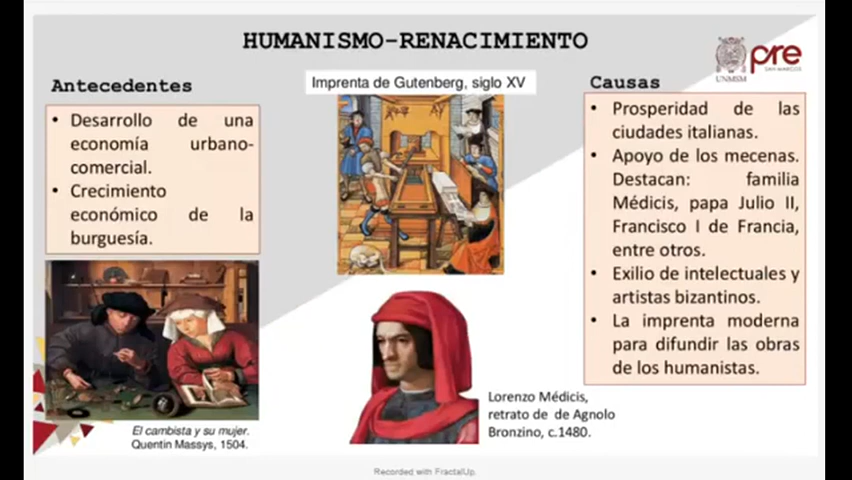 HUMANISMO-RENACIMIENTO
UNMSM
pre
SAN MARCOS
Antecedentes
• Desarrollo de una
economía urbano-
comercial.
• Crecimiento
económico de la
burguesía.
El cambista y su mujer.
Quentin Massys, 1504.
Imprenta de Gutenberg, siglo XV
Lorenzo Médicis,
retrato de de Agnolo
Bronzino, c.1480.
Causas
• Prosperidad de las
ciudades italianas.
• Apoyo de los mecenas.
Destacan: familia
Médicis, papa Julio II,
Francisco I de Francia,
entre otros.
• Exilio de intelectuales y
artistas bizantinos.
• La imprenta moderna
para difundir las obras
de los humanistas.
Recorded with FractalUp.